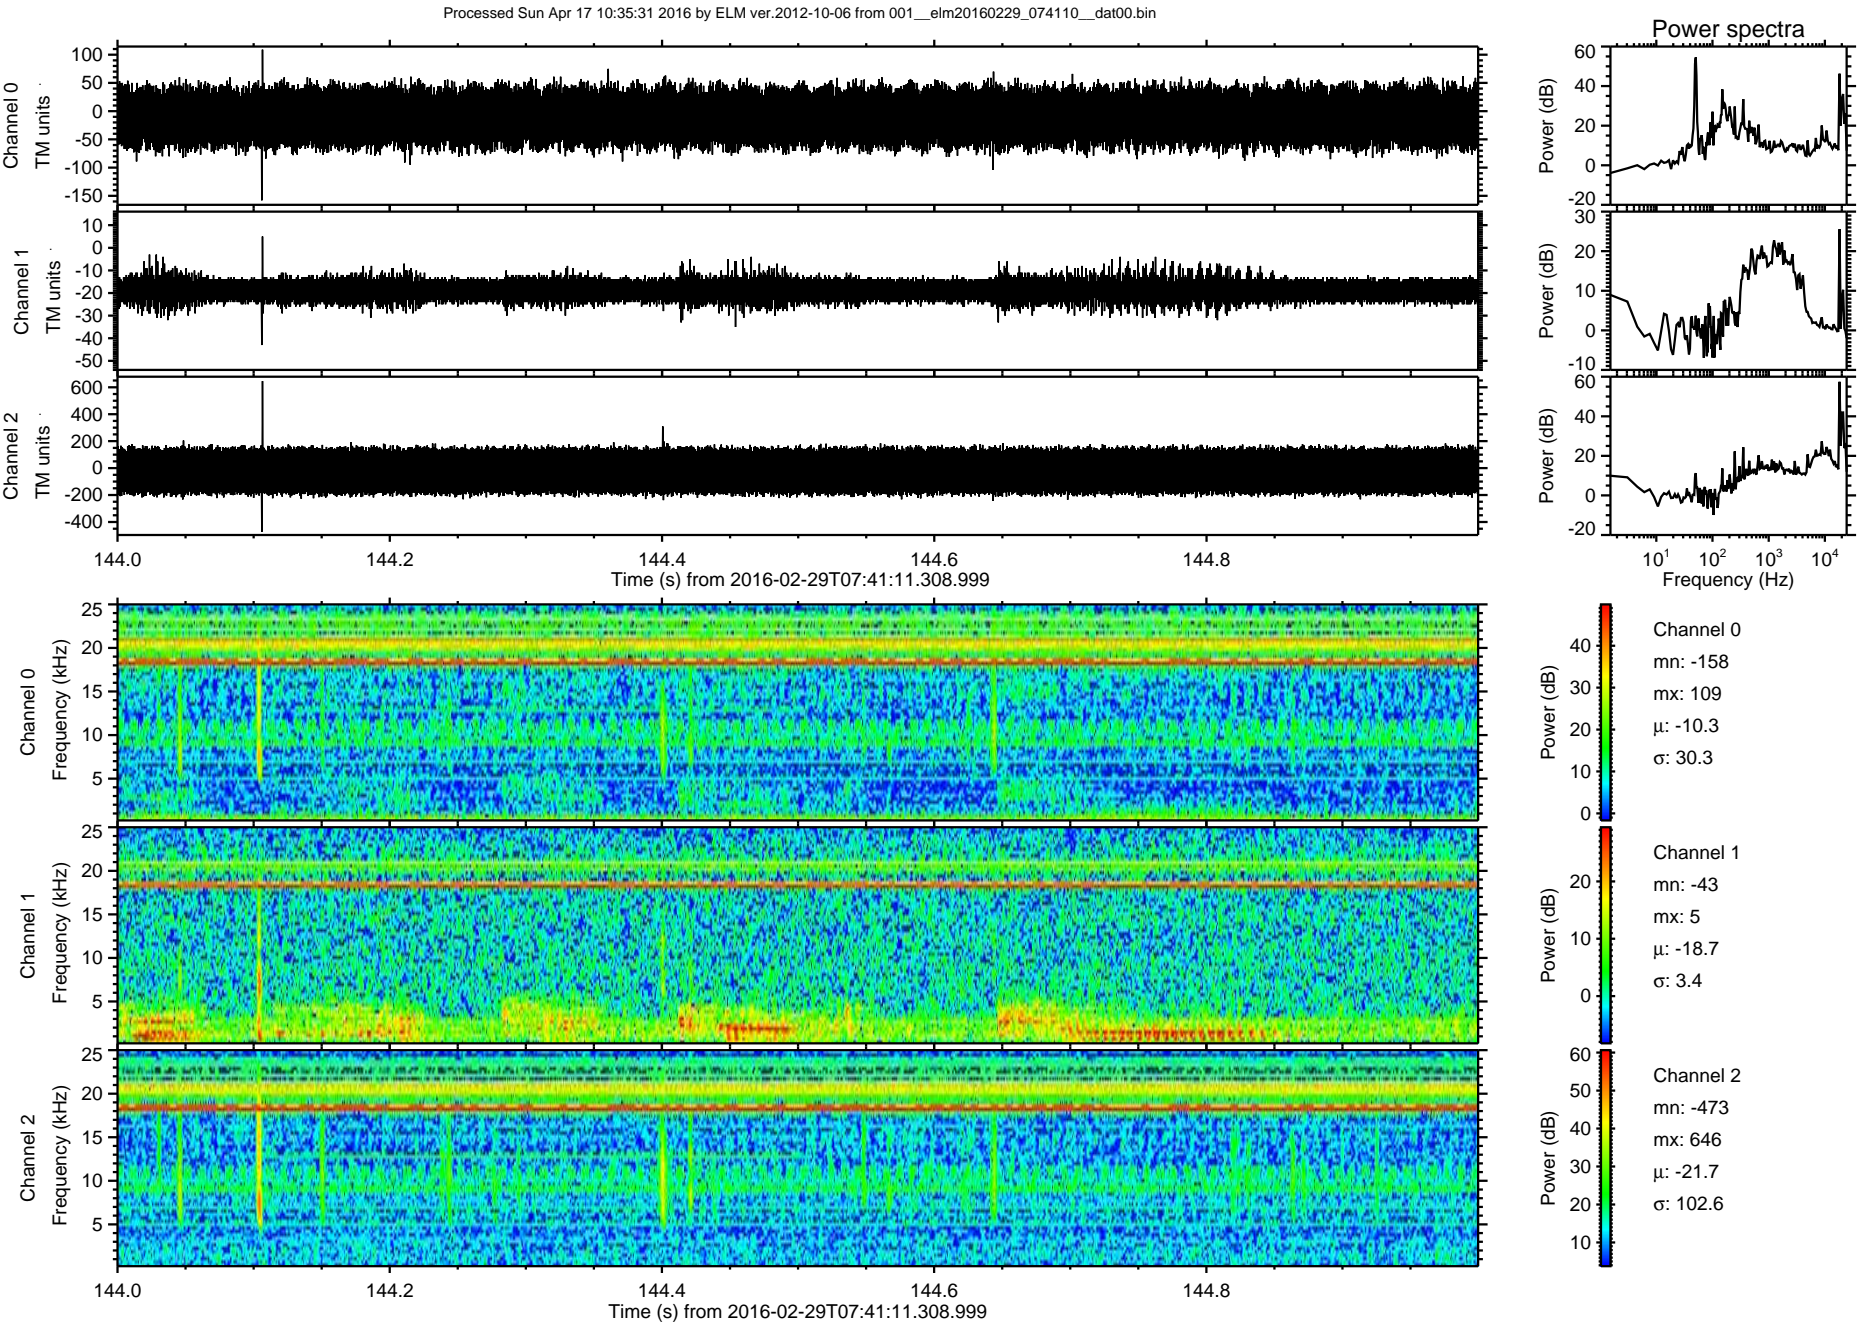 Processed Sun Apr 17 10:35:31 2016 by ELM ver.2012-10-06 from 001__elm20160229_074110__dat00.bin
Power spectra
Channel 0
TM units
100
50
0
-50
-100
-150
Power (dB)
60
40
20
0
-20
Channel 1
TM units
10
0
-10
-20
-30
-40
-50
Power (dB)
30
20
10
0
-10
Channel 2
TM units
600
400
200
0
-200
-400
Power (dB)
60
40
20
0
-20
144.0 144.2 144.4 144.6 144.8
Time (s) from 2016-02-29T07:41:11.308.999
10¹ 10² 10³ 10⁴
Frequency (Hz)
Channel 0
Frequency (kHz)
25
20
15
10
5
Power (dB)
40
30
20
10
0
Channel 0
mn: -158
mx: 109
μ: -10.3
σ: 30.3
Channel 1
Frequency (kHz)
25
20
15
10
5
Power (dB)
20
10
0
Channel 1
mn: -43
mx: 5
μ: -18.7
σ: 3.4
Channel 2
Frequency (kHz)
25
20
15
10
5
Power (dB)
60
50
40
30
20
10
Channel 2
mn: -473
mx: 646
μ: -21.7
σ: 102.6
144.0 144.2 144.4 144.6 144.8
Time (s) from 2016-02-29T07:41:11.308.999